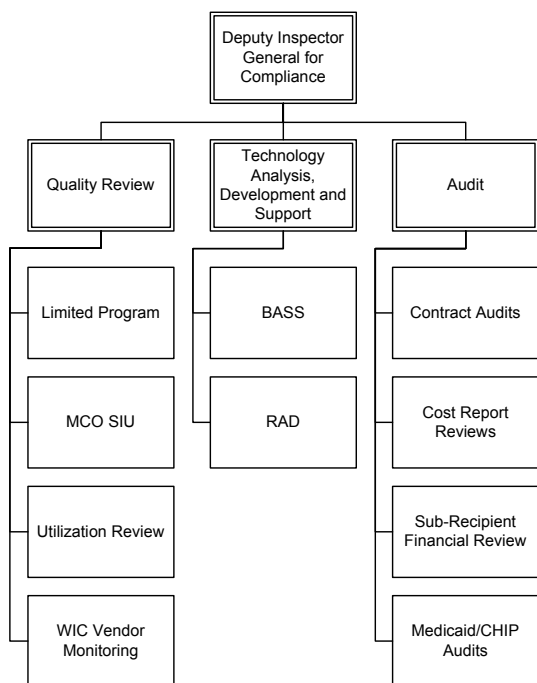 Deputy Inspector
General for
Compliance
Quality Review
Technology
Analysis,
Development and
Support
Audit
Limited Program
BASS
Contract Audits
MCO SIU
RAD
Cost Report
Reviews
Utilization Review
Sub-Recipient
Financial Review
WIC Vendor
Monitoring
Medicaid/CHIP
Audits